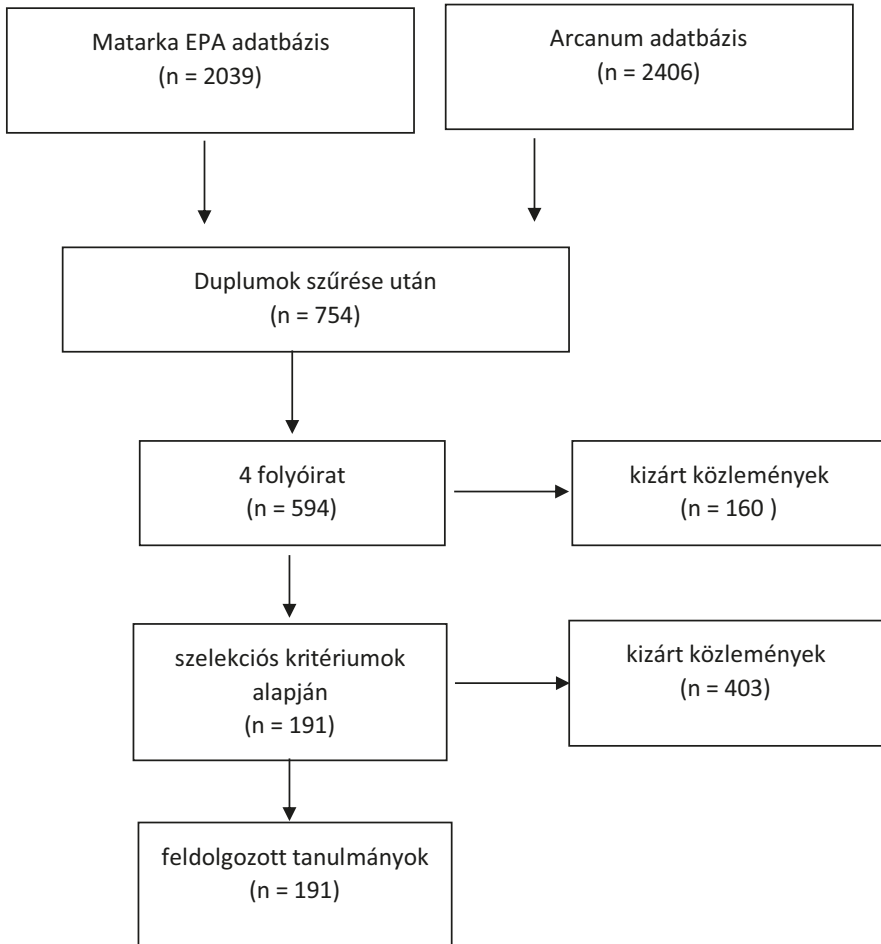 Matarka EPA adatbázis
(n = 2039)
Arcanum adatbázis
(n = 2406)
Duplumok szűrése után
(n = 754)
4 folyóirat
(n = 594)
kizárt közlemények
(n = 160 )
szelekciós kritériumok
alapján
(n = 191)
kizárt közlemények
(n = 403)
feldolgozott tanulmányok
(n = 191)